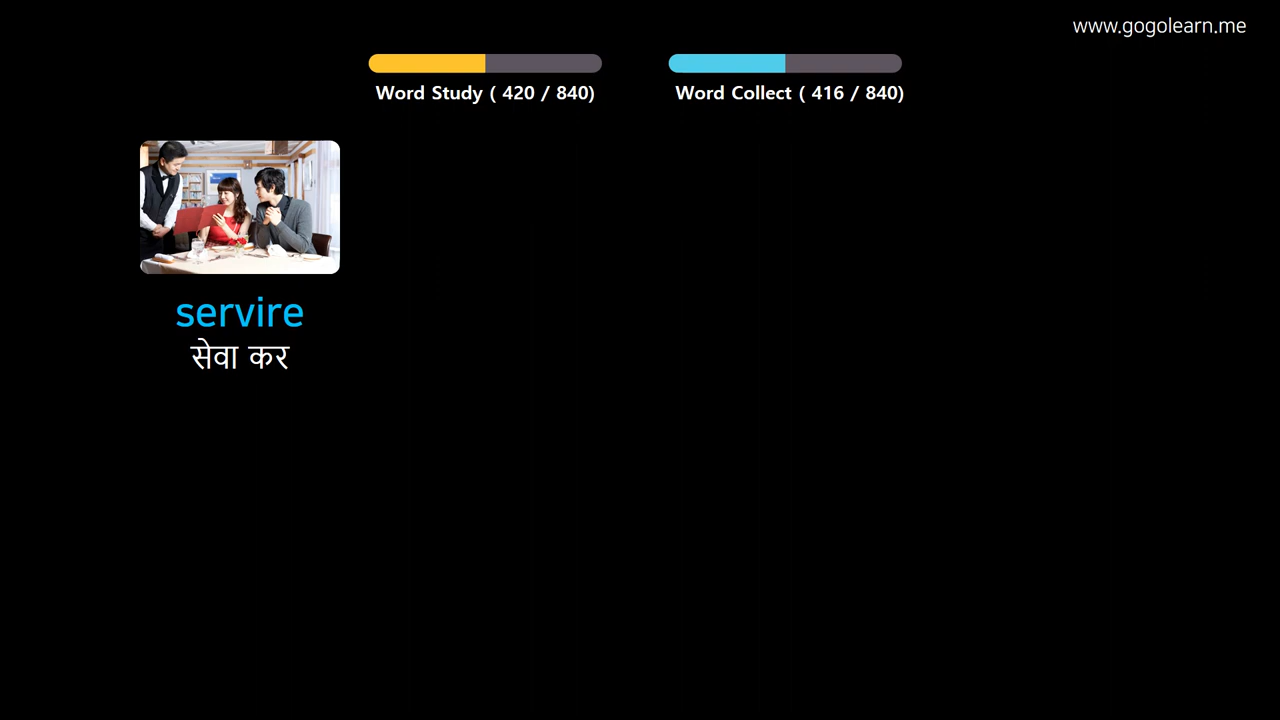 www.gogolearn.me
Word Study ( 420 / 840)
Word Collect ( 416 / 840)
servire
सेवा कर